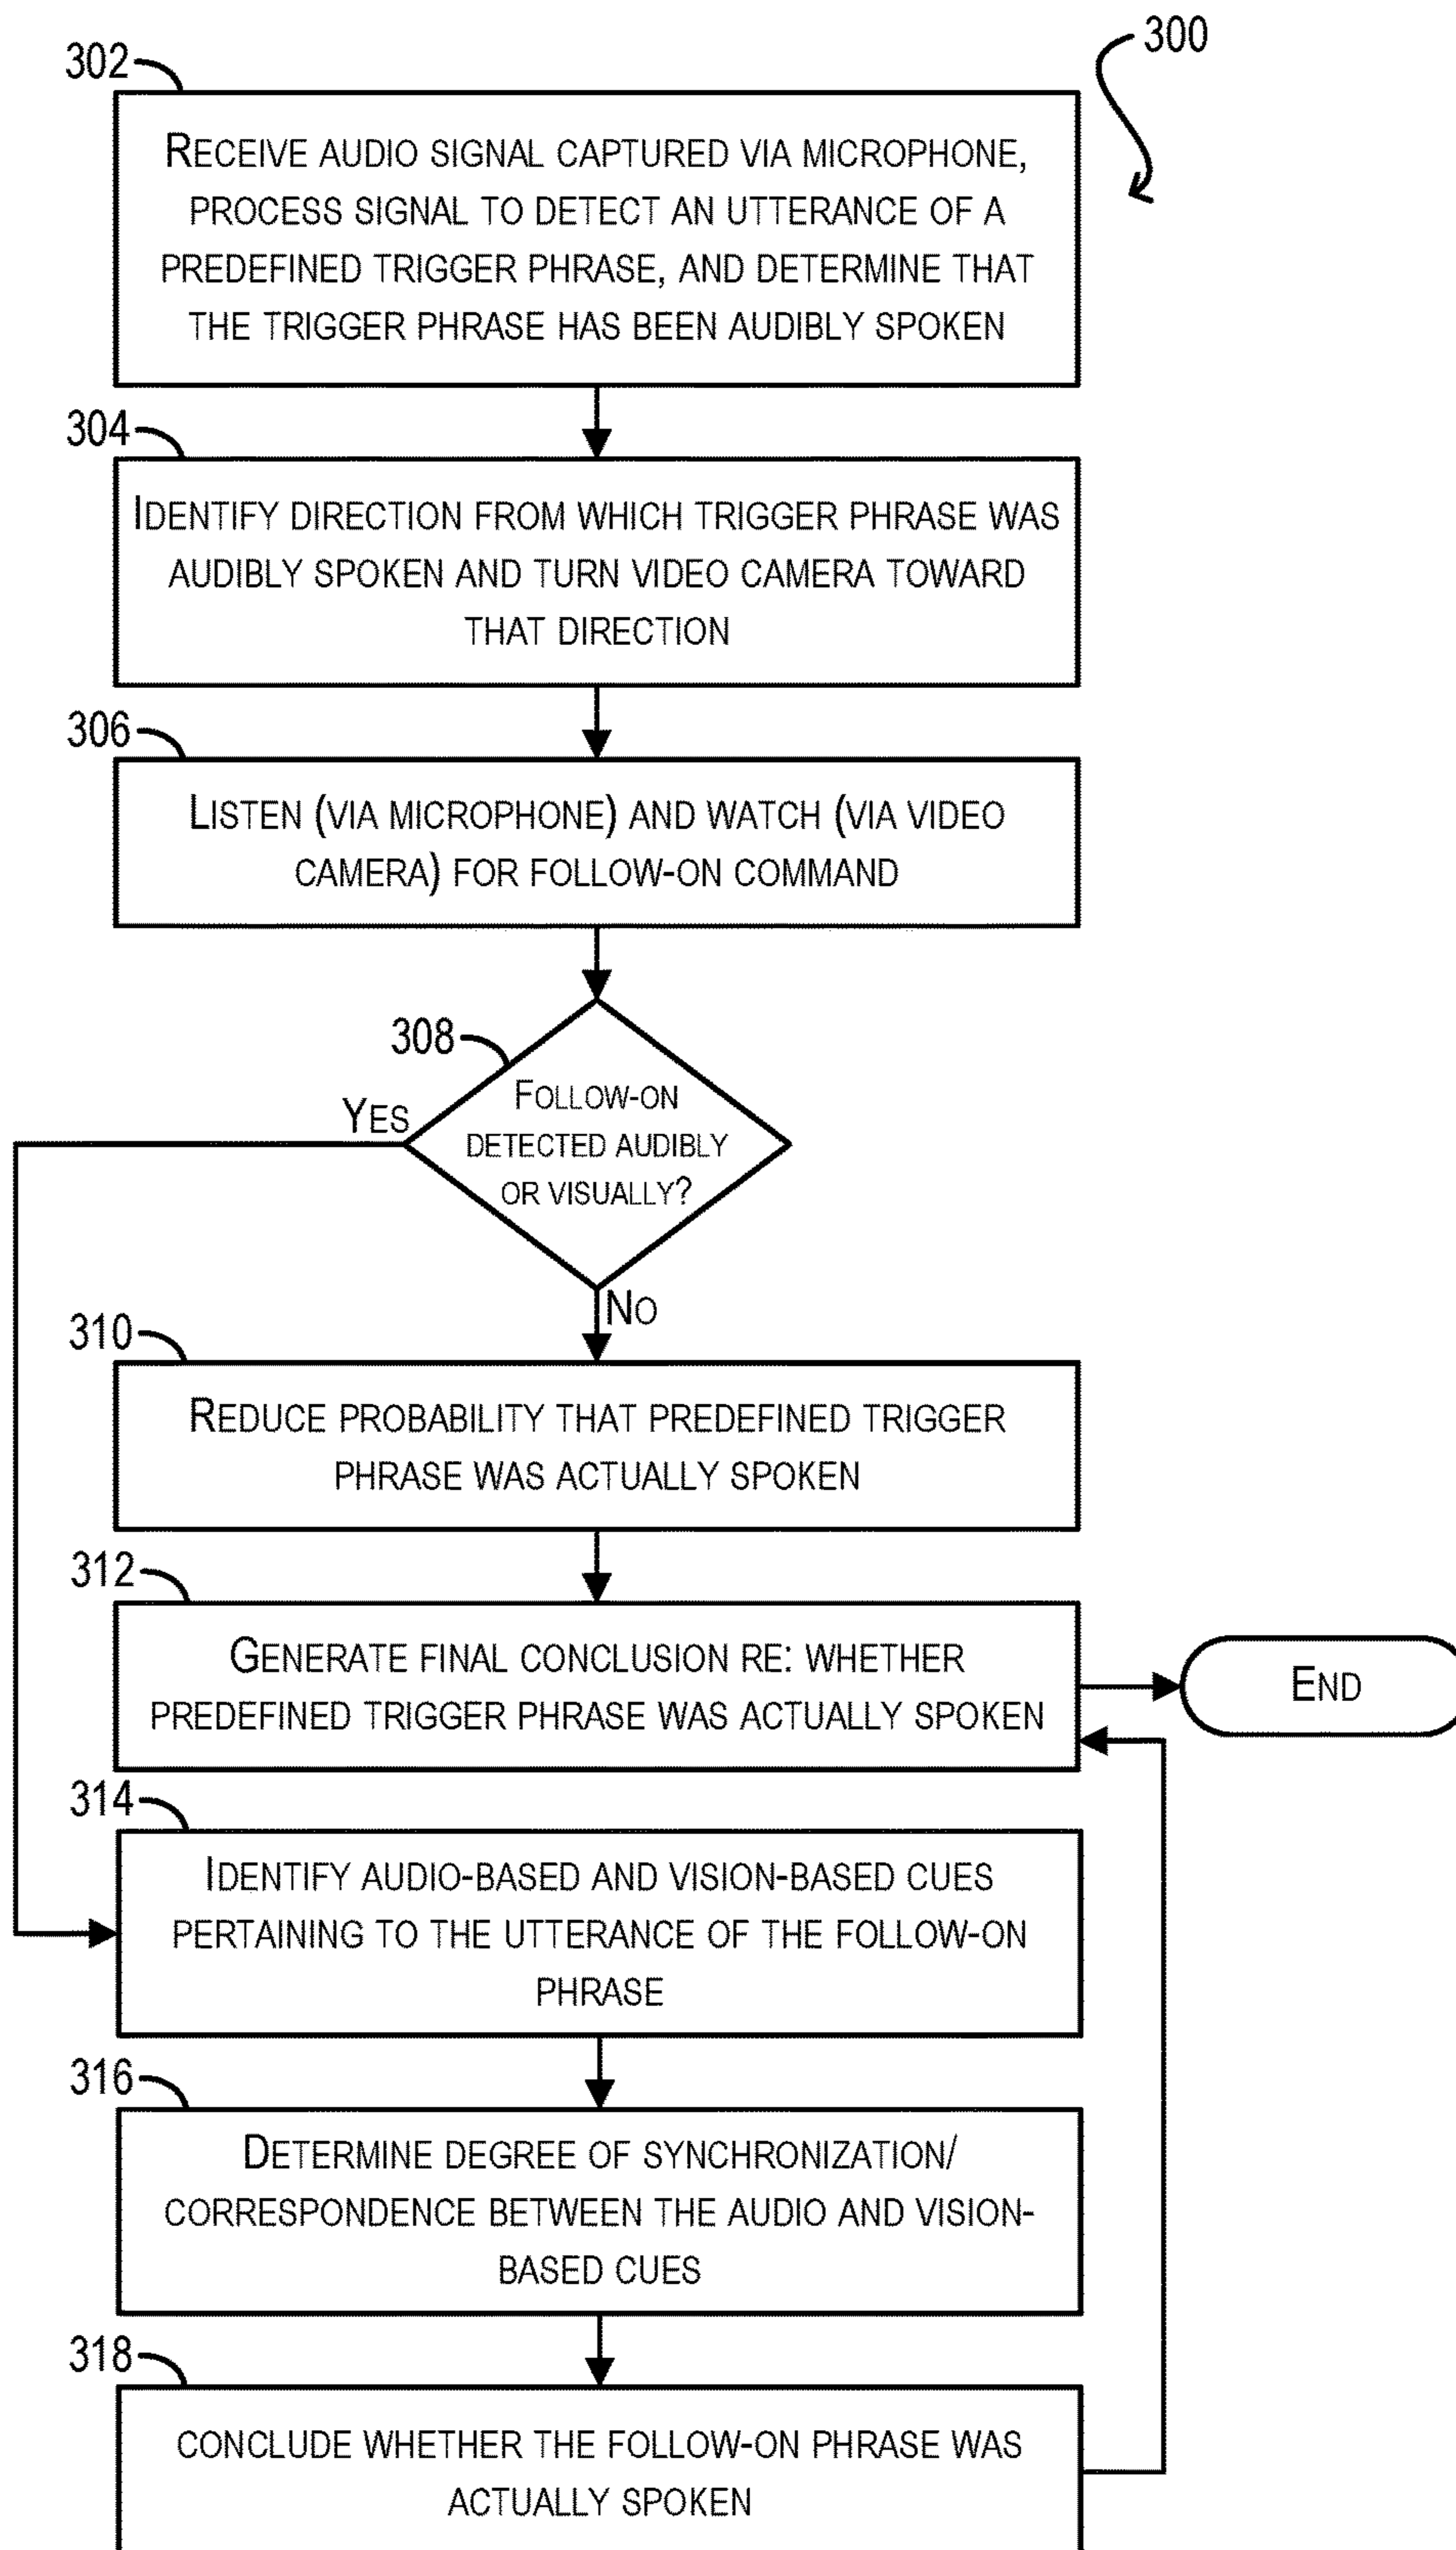 300
302
Receive audio signal captured via microphone,
process signal to detect an utterance of a
predefined trigger phrase, and determine that
the trigger phrase has been audibly spoken
304
Identify direction from which trigger phrase was
audibly spoken and turn video camera toward
that direction
306
Listen (via microphone) and watch (via video
camera) for follow-on command
308
Follow-on
detected audibly
or visually?
Yes
No
310
Reduce probability that predefined trigger
phrase was actually spoken
312
Generate final conclusion re: whether
predefined trigger phrase was actually spoken
End
314
Identify audio-based and vision-based cues
pertaining to the utterance of the follow-on
phrase
316
Determine degree of synchronization/
correspondence between the audio and vision-
based cues
318
conclude whether the follow-on phrase was
actually spoken